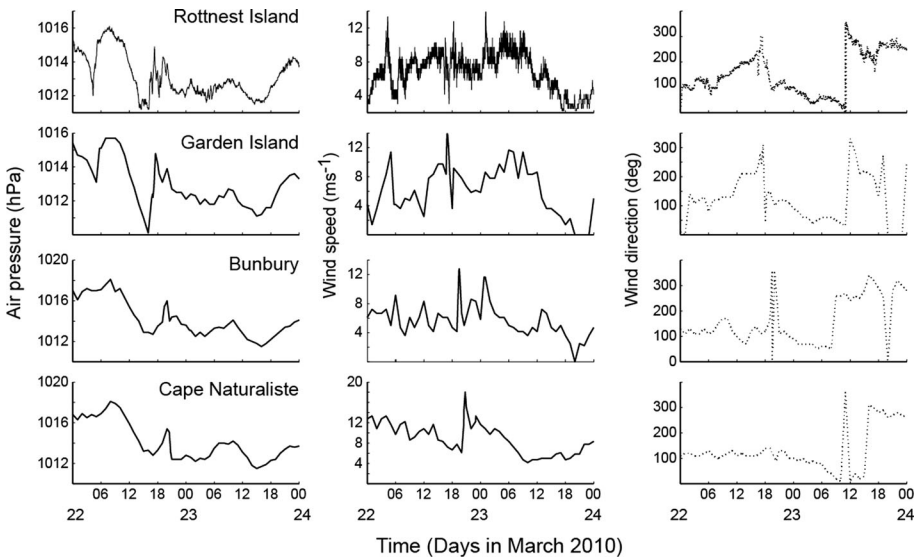 Rottnest Island
1016
1014
1012
12
8
4
300
200
100
Garden Island
1016
1014
1012
12
8
4
300
200
100
Bunbury
1020
1016
1012
12
8
4
300
200
100
0
Cape Naturaliste
1020
1016
1012
20
12
8
4
300
200
100
Air pressure (hPa)
Wind speed (ms-1)
Wind direction (deg)
06 12 18 00 06 12 18 00
22 23 24
06 12 18 00 06 12 18 00
22 23 24
06 12 18 00 06 12 18 00
22 23 24
Time (Days in March 2010)